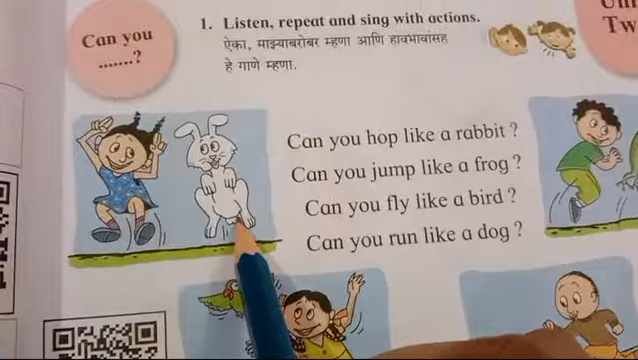 Can you
.......?
1. Listen, repeat and sing with actions.
ऐका, माझ्याबरोबर म्हणा आणि हावभावांसह
हे गाणे म्हणा.
Can you hop like a rabbit ?
Can you jump like a frog ?
Can you fly like a bird ?
Can you run like a dog ?